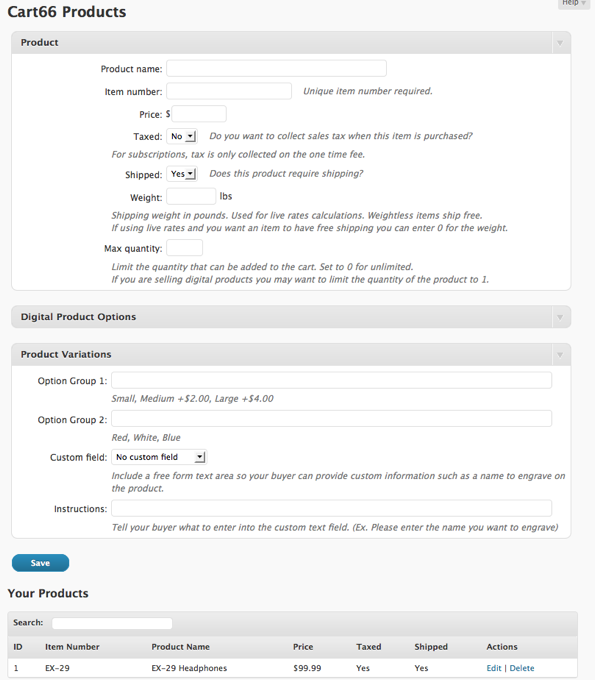 Help
Cart66 Products
Product
Product name:
Item number: Unique item number required.
Price: $
Taxed: No Do you want to collect sales tax when this item is purchased?
For subscriptions, tax is only collected on the one time fee.
Shipped: Yes Does this product require shipping?
Weight: lbs
Shipping weight in pounds. Used for live rates calculations. Weightless items ship free.
If using live rates and you want an item to have free shipping you can enter 0 for the weight.
Max quantity:
Limit the quantity that can be added to the cart. Set to 0 for unlimited.
If you are selling digital products you may want to limit the quantity of the product to 1.
Digital Product Options
Product Variations
Option Group 1:
Small, Medium +$2.00, Large +$4.00
Option Group 2:
Red, White, Blue
Custom field: No custom field
Include a free form text area so your buyer can provide custom information such as a name to engrave on
the product.
Instructions:
Tell your buyer what to enter into the custom text field. (Ex. Please enter the name you want to engrave)
Save
Your Products
Search:
ID Item Number Product Name Price Taxed Shipped Actions
1 EX-29 EX-29 Headphones $99.99 Yes Yes Edit | Delete